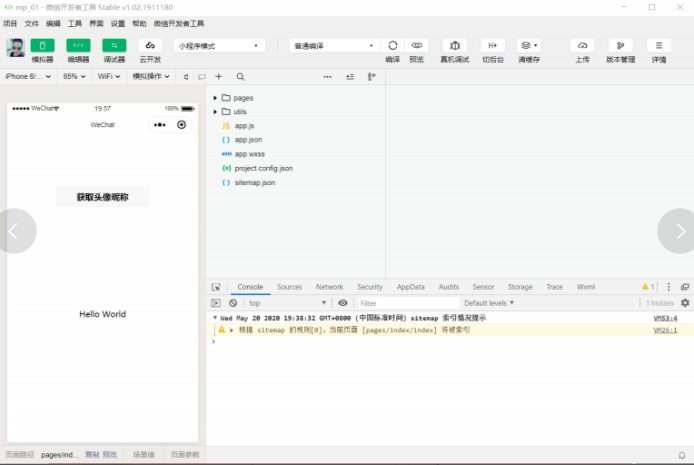 mp_01 - 微信开发者工具 Stable v1.02.1911180
项目 文件 编辑 工具 界面 设置 帮助 微信开发者工具
模拟器 编辑器 调试器 云开发 小程序模式 普通编译 编译 预览 真机调试 切后台 清缓存 上传 版本管理 详情
iPhone 6/... 85% WiFi 模拟操作
WeChat 19:57 100%
WeChat
获取头像昵称
Hello World
pages
utils
JS app.js
{ } app.json
WXSS app.wxss
{o} project.config.json
{ } sitemap.json
Console Sources Network Security AppData Audits Sensor Storage Trace Wxml 1
top Filter Default levels 1 hidden
Wed May 20 2020 19:38:32 GMT+0800 (中国标准时间) sitemap 索引情况提示 VM53:4
根据 sitemap 的规则[0]，当前页面 [pages/index/index] 将被索引 VM26:1
页面路径 pages/ind... 复制 预览 场景值 页面参数